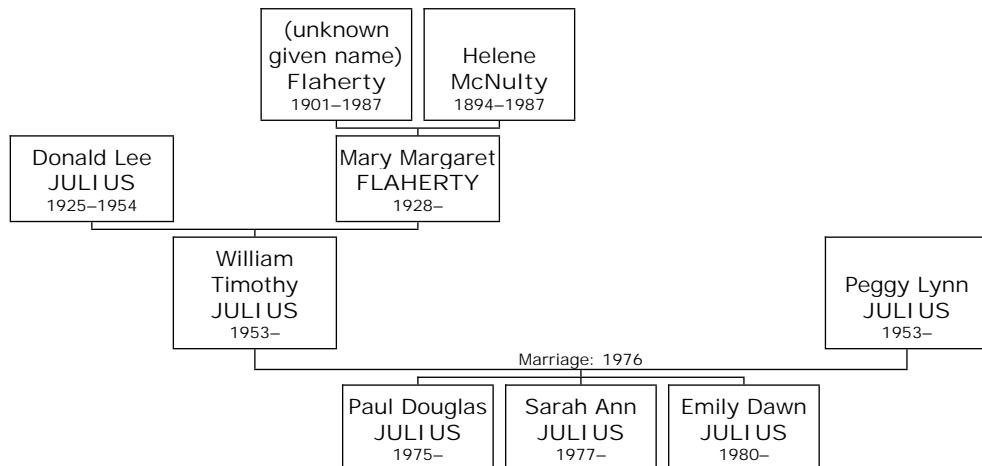 (unknown
given name)
Flaherty
1901–1987
Helene
McNulty
1894–1987
Donald Lee
JULIUS
1925–1954
Mary Margaret
FLAHERTY
1928–
William
Timothy
JULIUS
1953–
Peggy Lynn
JULIUS
1953–
Marriage: 1976
Paul Douglas
JULIUS
1975–
Sarah Ann
JULIUS
1977–
Emily Dawn
JULIUS
1980–